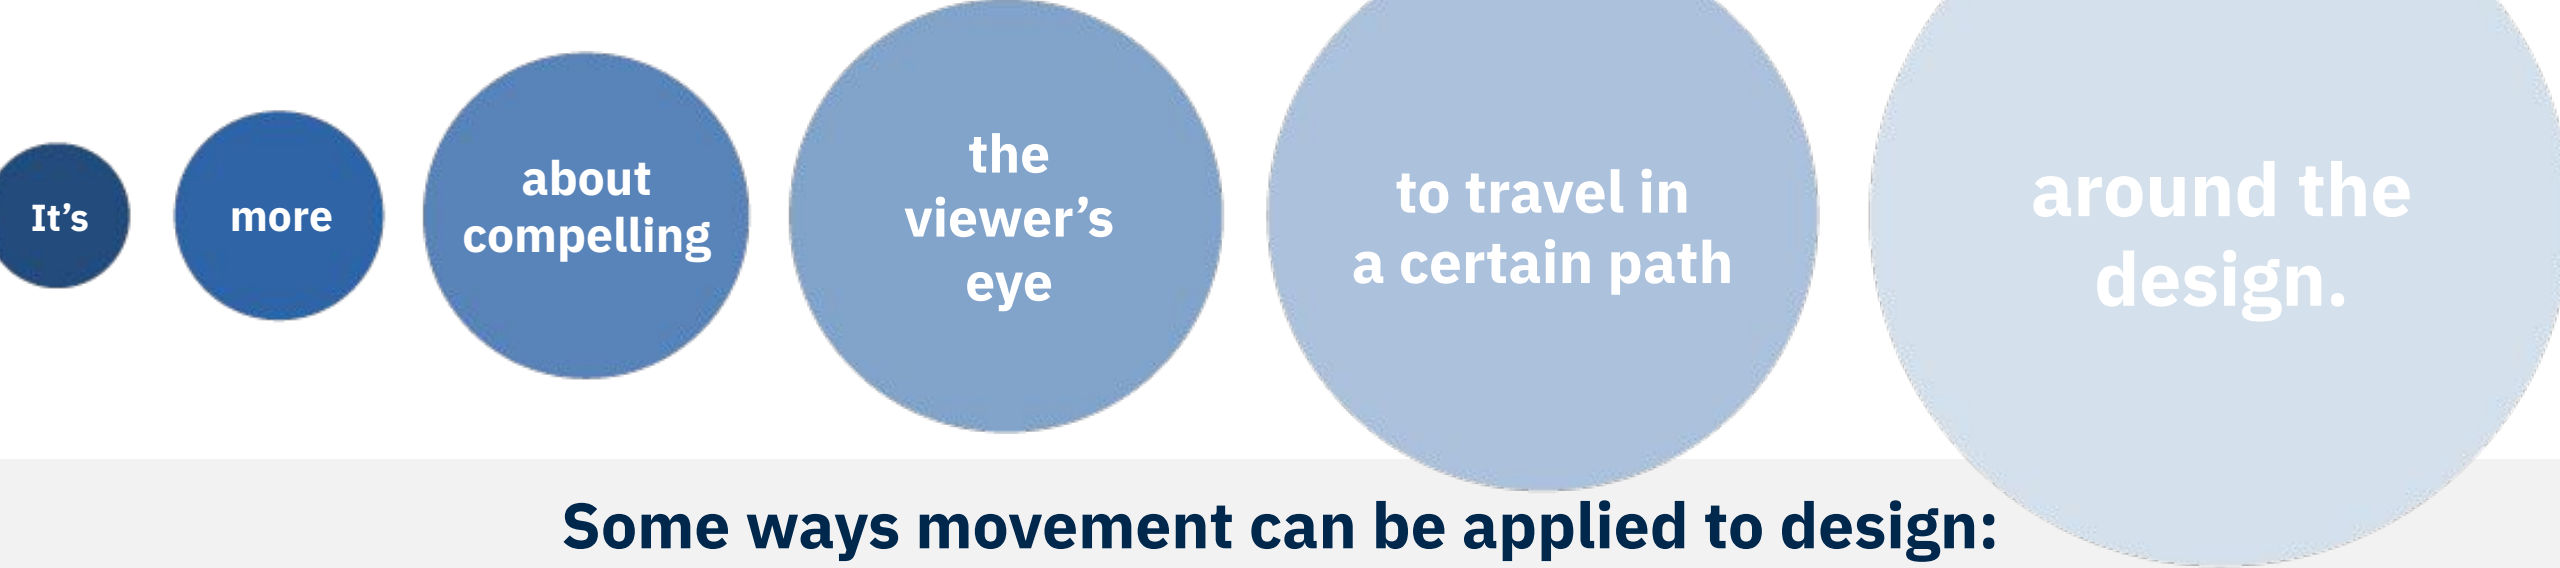 It’s
more
about
compelling
the
viewer’s
eye
to travel in
a certain path
around the
design.
Some ways movement can be applied to design: